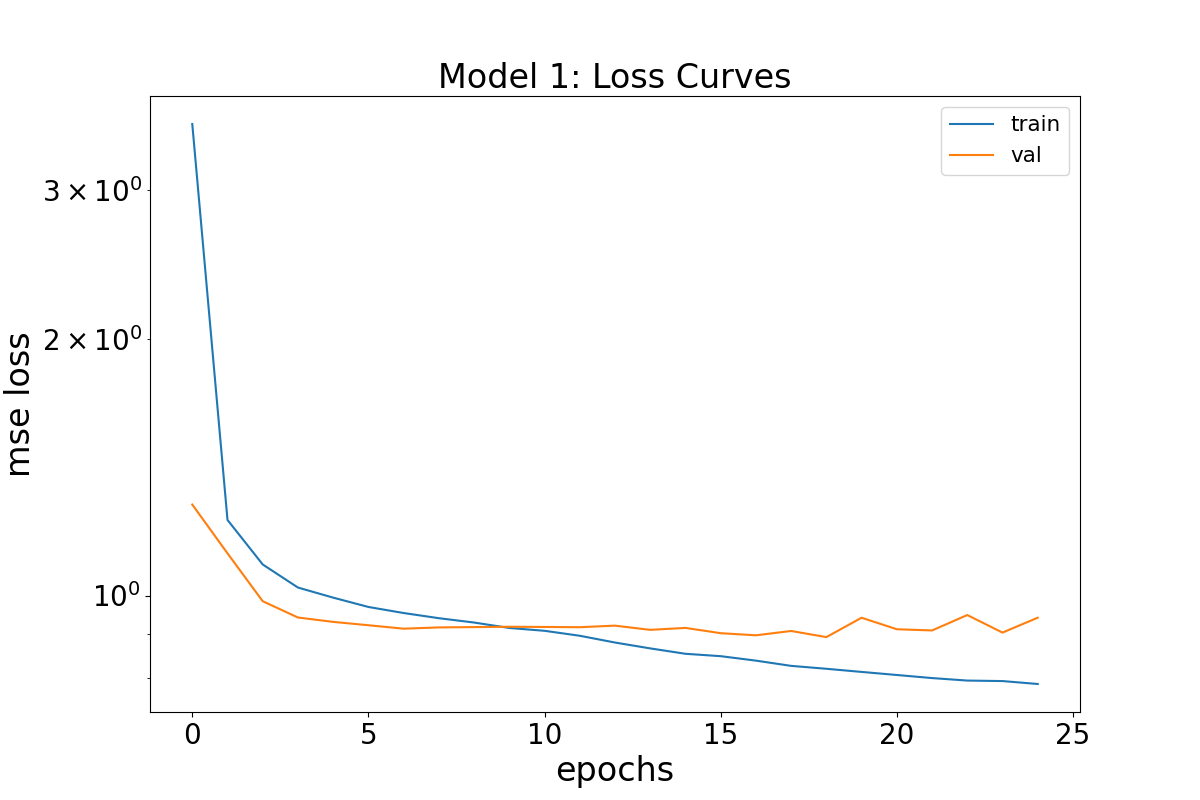 Model 1: Loss Curves
train
val
3 × 10⁰
2 × 10⁰
10⁰
mse loss
0 5 10 15 20 25
epochs